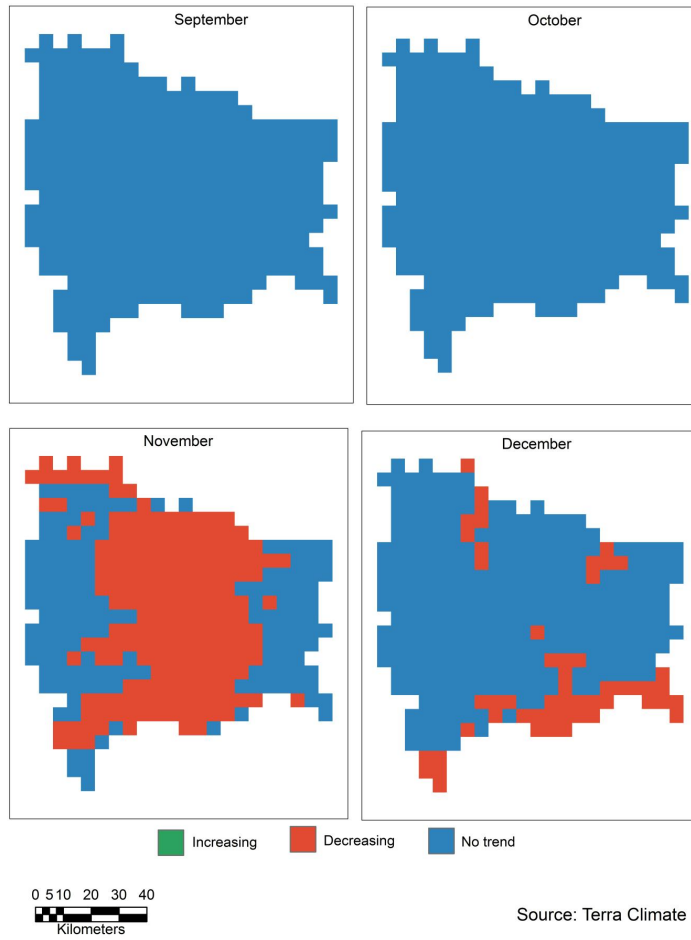 September
October
November
December
Increasing
Decreasing
No trend
0 5 10 20 30 40
Kilometers
Source: Terra Climate